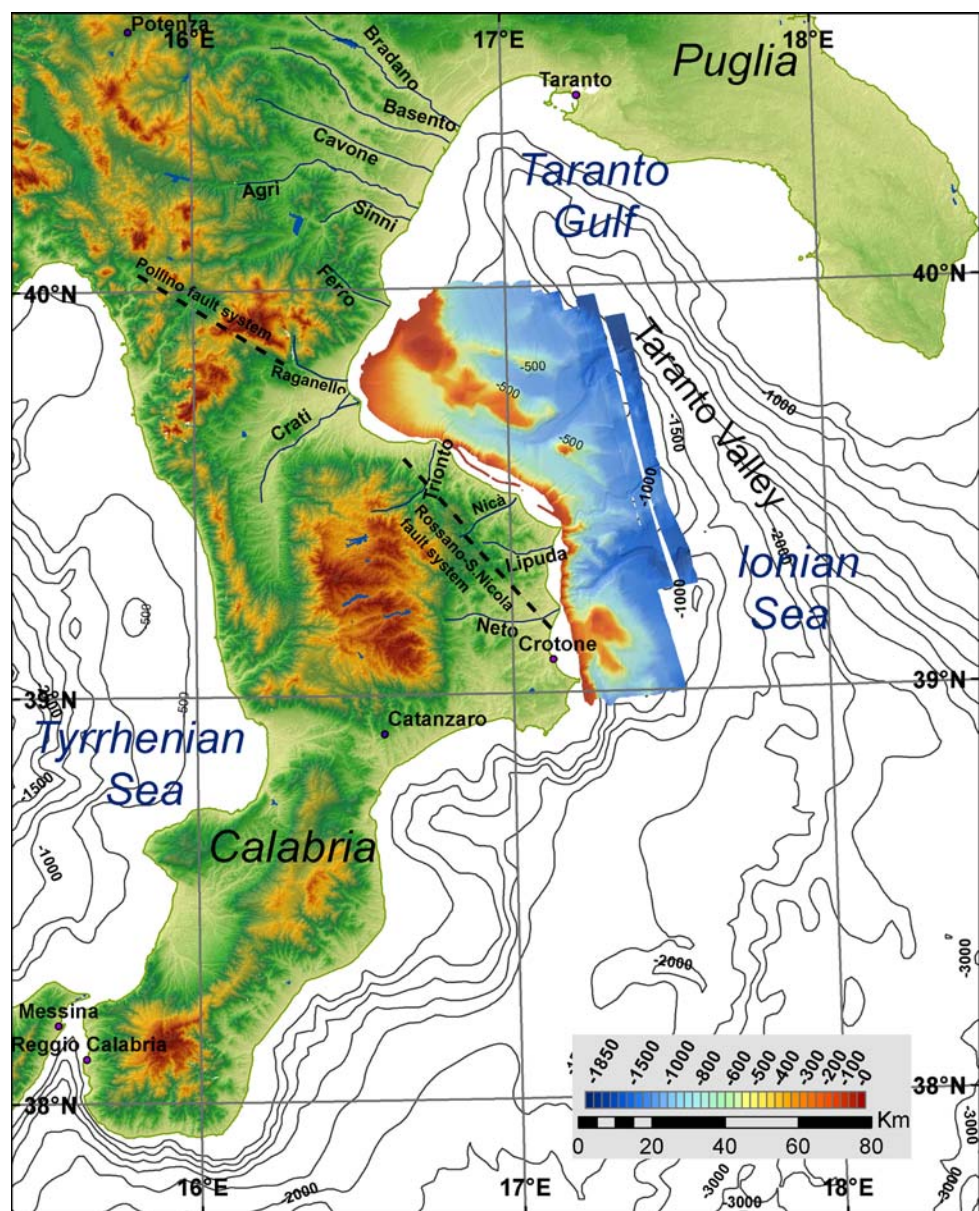 Potenza
16°E
17°E
18°E
Bradano
Puglia
Taranto
Basento
Cavone
Taranto
Gulf
Agri
Sinni
Ferro
Pollino fault system
40°N
40°N
Raganello
-500
-500
-500
Taranto Valley
-1000
-1500
-1000
-2000
Crati
Trionto
Nicà
Rossano-S.Nicola
fault system
Lipuda
Ionian
Sea
-1000
-500
Neto
Crotone
39°N
39°N
-2000
-500
Tyrrhenian
Sea
-1500
Catanzaro
-1000
Calabria
-2000
-3000
Messina
Reggio Calabria
-1850
-1500
-1000
-800
-600
-500
-400
-300
-200
-100
-0
Km
0
20
40
60
80
38°N
38°N
-3000
-2000
16°E
17°E
18°E
-3000
-3000
-3000